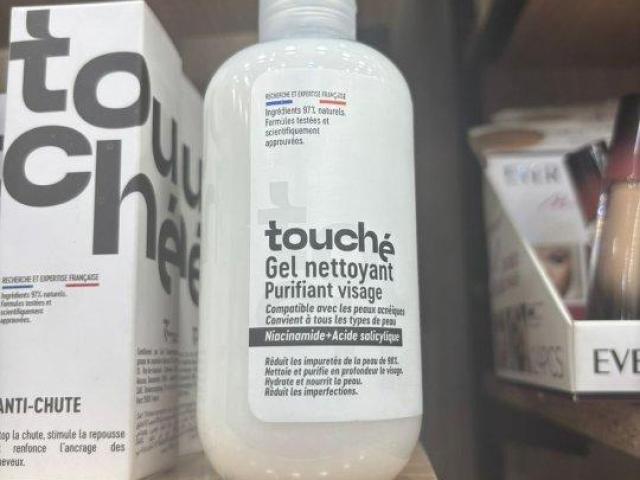 touché
RECHERCHE ET EXPERTISE FRANÇAISE
Ingrédients 97% naturels.
Formules testées et
scientifiquement
approuvées.
ANTI-CHUTE
top la chute, stimule la repousse
renforce l'ancrage des
cheveux.
RECHERCHE ET EXPERTISE FRANÇAISE
Ingrédients 97% naturels.
Formules testées et
scientifiquement
approuvées.
touché
Gel nettoyant
Purifiant visage
Compatible avec les peaux acnéiques
Convient à tous les types de peau
Niacinamide+Acide salicylique
Réduit les impuretés de la peau de 98%.
Nettoie et purifie en profondeur le visage.
Hydrate et nourrit la peau.
Réduit les imperfections.
EVER
EVE